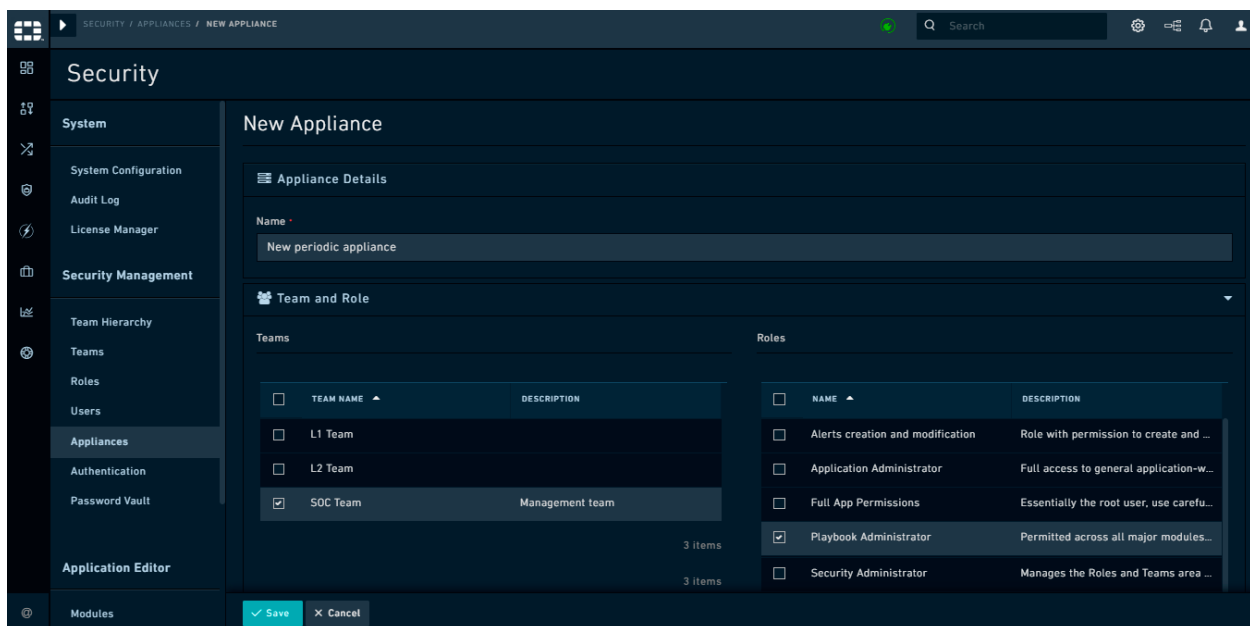 SECURITY / APPLIANCES / NEW APPLIANCE
Search
Security
System
System Configuration
Audit Log
License Manager
Security Management
Team Hierarchy
Teams
Roles
Users
Appliances
Authentication
Password Vault
Application Editor
Modules
@
New Appliance
Appliance Details
Name
New periodic appliance
Team and Role
Teams
TEAM NAME DESCRIPTION
L1 Team
L2 Team
SOC Team Management team
3 items
3 items
Roles
NAME DESCRIPTION
Alerts creation and modification Role with permission to create and ...
Application Administrator Full access to general application-w...
Full App Permissions Essentially the root user, use carefu...
Playbook Administrator Permitted across all major modules...
Security Administrator Manages the Roles and Teams area ...
Save
Cancel